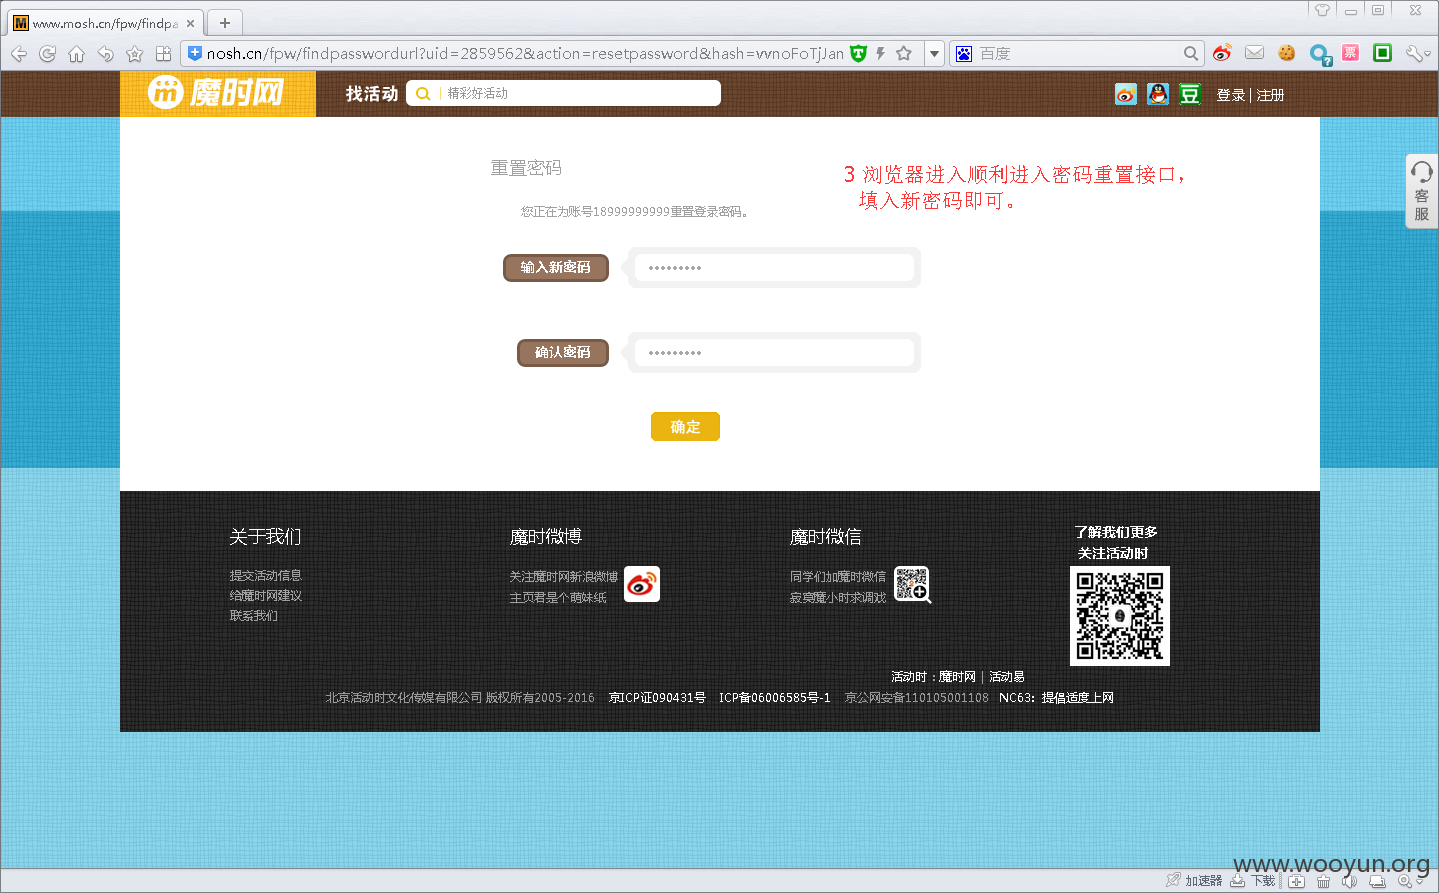 www.mosh.cn/fpw/findpa
nosh.cn/fpw/findpasswordurl?uid=2859562&action=resetpassword&hash=vvnoFoTjJan
百度
魔时网
找活动
精彩好活动
豆
登录 | 注册
票
客服
重置密码
3 浏览器进入顺利进入密码重置接口，
填入新密码即可。
您正在为账号18999999999重置登录密码。
输入新密码
•••••••••
确认密码
•••••••••
确定
关于我们
提交活动信息
给魔时网建议
联系我们
魔时微博
关注魔时网新浪微博
主页君是个萌妹纸
魔时微信
同学们加魔时微信
寂寞魔小时求调戏
了解我们更多
关注活动时
活动时：魔时网 | 活动易
北京活动时文化传媒有限公司 版权所有2005-2016 京ICP证090431号 ICP备06006585号-1 京公网安备110105001108 NC63: 提倡适度上网
www.wooyun.org
加速器 下载